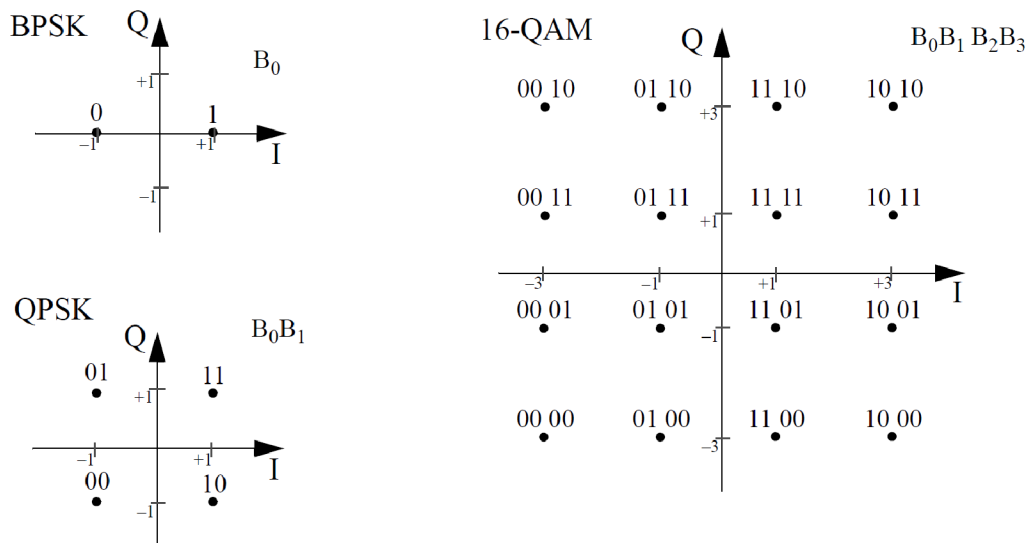 BPSK
Q
B0
+1
0 1
−1 +1
I
−1
QPSK
Q
B0B1
01 11
+1
−1 +1
I
00 10
−1
16-QAM
Q
B0B1 B2B3
00 10 01 10 11 10 10 10
+3
00 11 01 11 11 11 10 11
+1
−3 −1 +1 +3
I
00 01 01 01 11 01 10 01
−1
00 00 01 00 11 00 10 00
−3